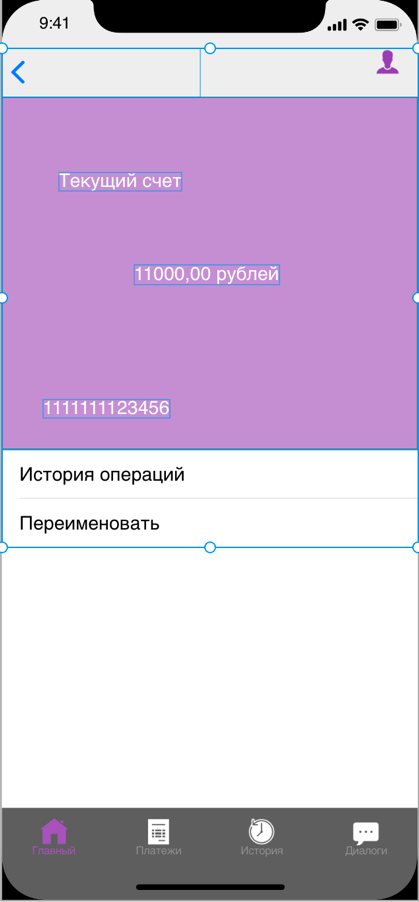 9:41
Текущий счет
11000,00 рублей
1111111123456
История операций
Переименовать
Главный Платежи История Диалоги